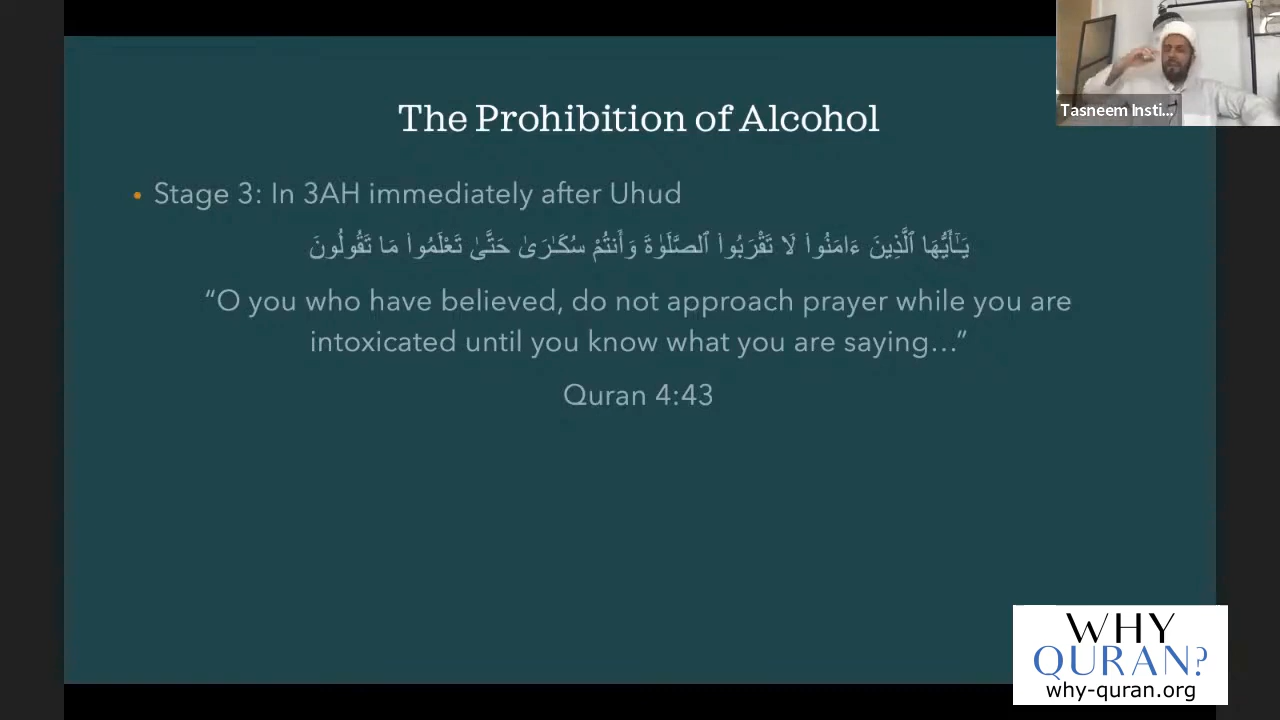 The Prohibition of Alcohol
Tasneem Insti...
• Stage 3: In 3AH immediately after Uhud
يَـٰٓأَيُّهَا ٱلَّذِينَ ءَامَنُوا۟ لَا تَقْرَبُوا۟ ٱلصَّلَوٰةَ وَأَنتُمْ سُكَـٰرَىٰ حَتَّىٰ تَعْلَمُوا۟ مَا تَقُولُونَ
“O you who have believed, do not approach prayer while you are
intoxicated until you know what you are saying…”
Quran 4:43
WHY
QURAN?
why-quran.org